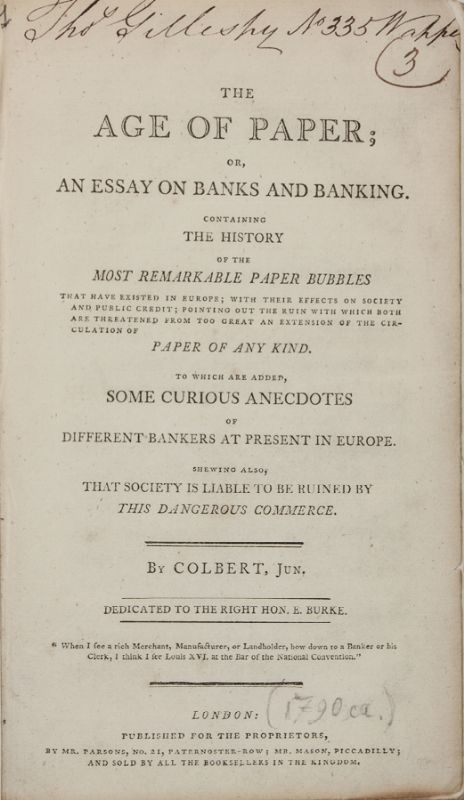 Thos Gillesby No 335 Wapping
3
THE
AGE OF PAPER;
OR,
AN ESSAY ON BANKS AND BANKING.
CONTAINING
THE HISTORY
OF THE
MOST REMARKABLE PAPER BUBBLES
THAT HAVE EXISTED IN EUROPE; WITH THEIR EFFECTS ON SOCIETY
AND PUBLIC CREDIT; POINTING OUT THE RUIN WITH WHICH BOTH
ARE THREATENED FROM TOO GREAT AN EXTENSION OF THE CIR-
CULATION OF
PAPER OF ANY KIND.
TO WHICH ARE ADDED,
SOME CURIOUS ANECDOTES
OF
DIFFERENT BANKERS AT PRESENT IN EUROPE.
SHEWING ALSO,
THAT SOCIETY IS LIABLE TO BE RUINED BY
THIS DANGEROUS COMMERCE.
BY COLBERT, JUN.
DEDICATED TO THE RIGHT HON. E. BURKE.
"When I ſee a rich Merchant, Manufacturer, or Landholder, bow down to a Banker or his
Clerk, I think I ſee Louis XVI. at the Bar of the National Convention."
LONDON:
(1790 ca.)
PUBLISHED FOR THE PROPRIETORS,
BY MR. PARSONS, NO. 21, PATERNOSTER-ROW; MR. MASON, PICCADILLY;
AND SOLD BY ALL THE BOOKSELLERS IN THE KINGDOM.